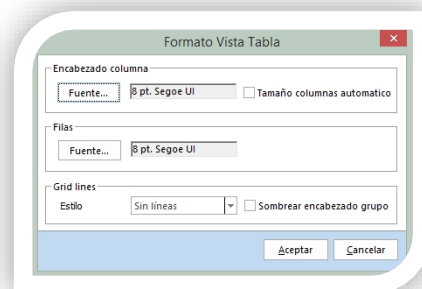 Formato Vista Tabla
Encabezado columna
Fuente... 8 pt. Segoe UI Tamaño columnas automatico
Filas
Fuente... 8 pt. Segoe UI
Grid lines
Estilo Sin líneas Sombrear encabezado grupo
Aceptar Cancelar